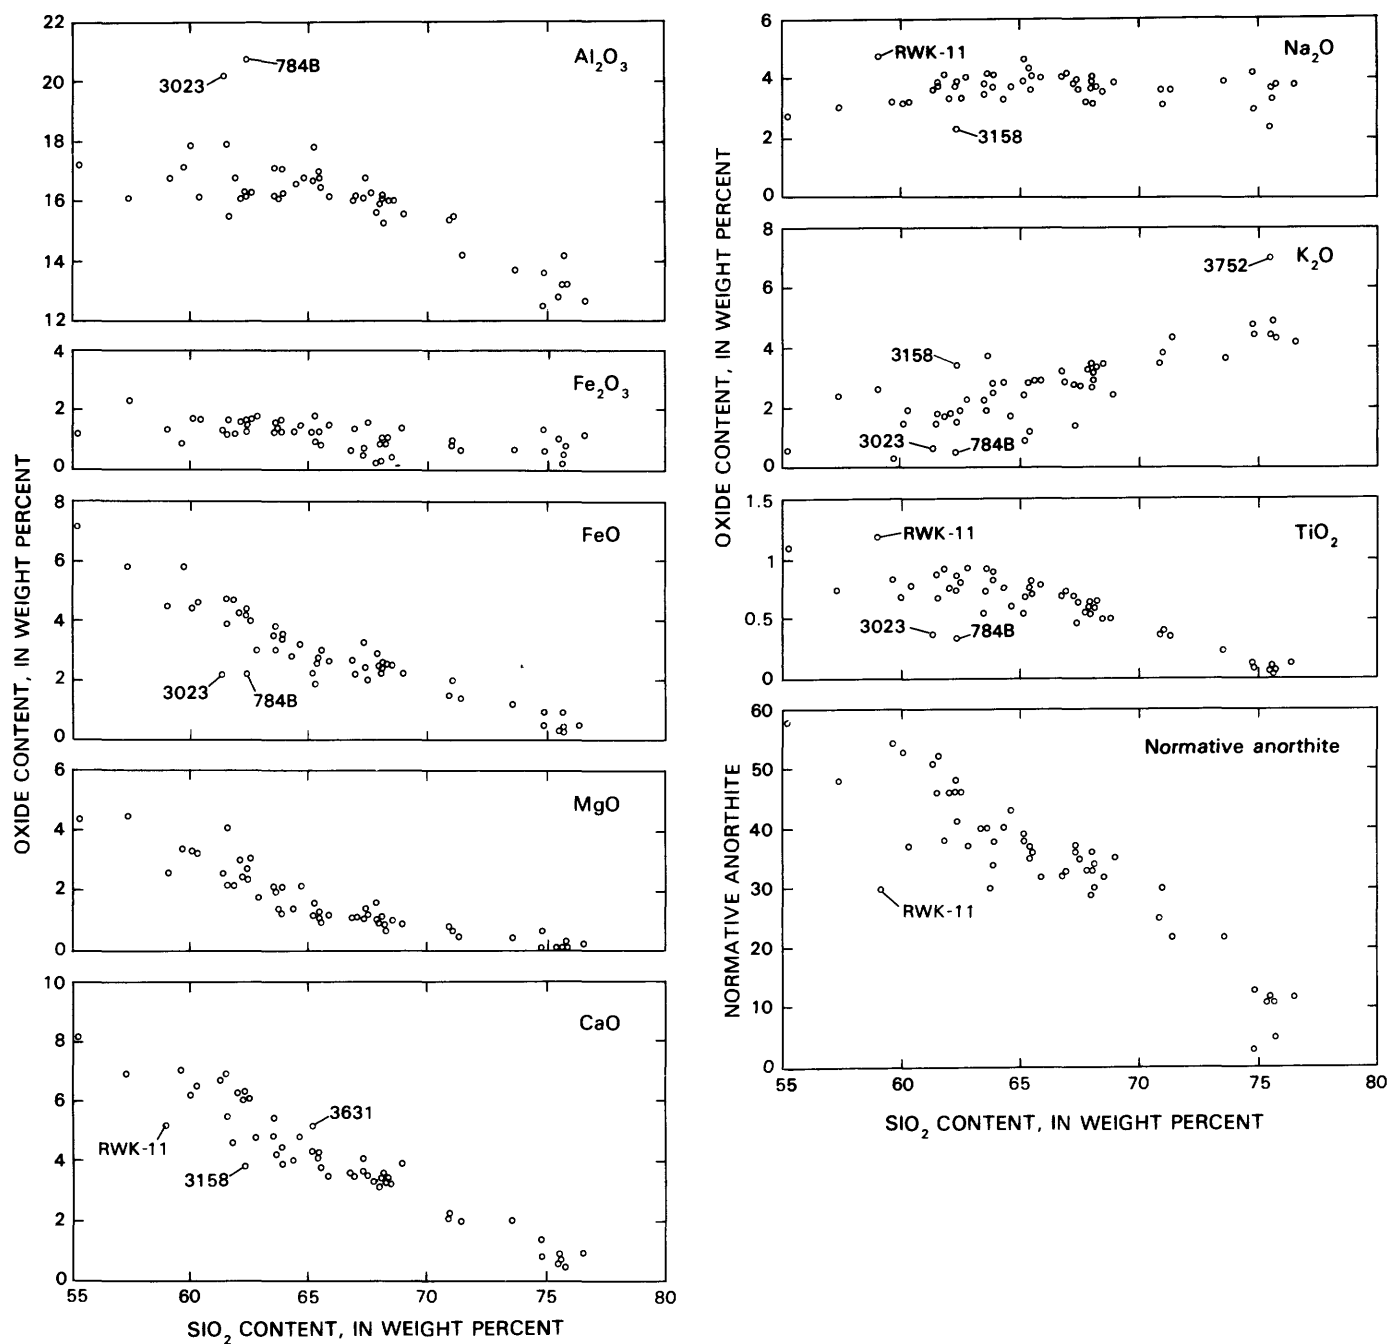 OXIDE CONTENT, IN WEIGHT PERCENT
22
20
18
16
14
12
Al₂O₃
784B
3023
4
2
0
Fe₂O₃
8
6
4
2
0
FeO
3023
784B
6
4
2
0
MgO
10
8
6
4
2
0
CaO
RWK-11
3631
3158
55 60 65 70 75 80
SIO₂ CONTENT, IN WEIGHT PERCENT
OXIDE CONTENT, IN WEIGHT PERCENT
6
4
2
0
Na₂O
RWK-11
3158
8
6
4
2
0
K₂O
3752
3158
3023
784B
1.5
1
0.5
0
TiO₂
RWK-11
3023
784B
NORMATIVE ANORTHITE
60
50
40
30
20
10
0
Normative anorthite
RWK-11
55 60 65 70 75 80
SIO₂ CONTENT, IN WEIGHT PERCENT